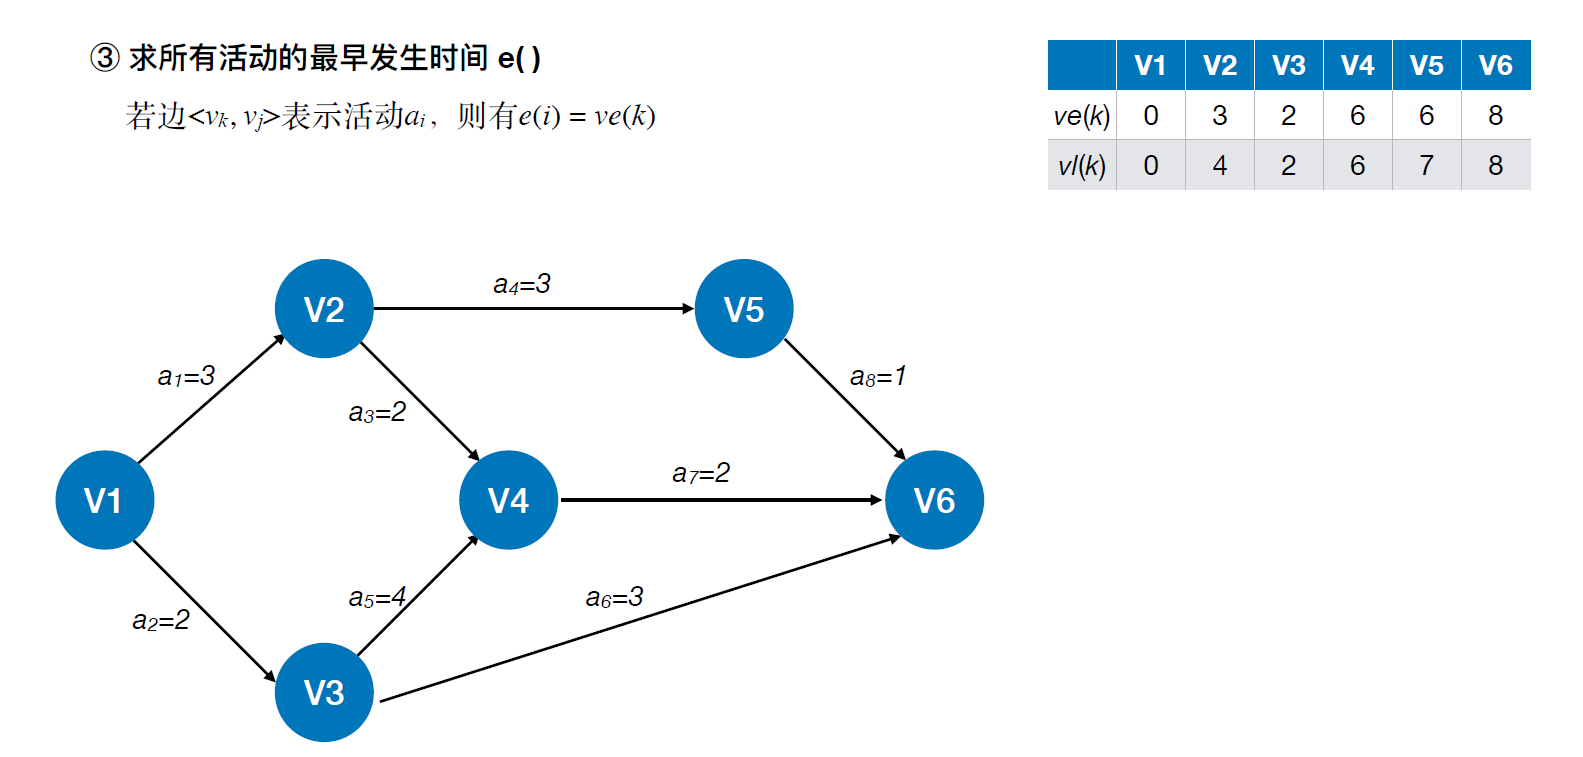 ③ 求所有活动的最早发生时间 e( )
若边<vk, vj>表示活动ai，则有e(i) = ve(k)
V1 V2 V3 V4 V5 V6
ve(k) 0 3 2 6 6 8
vl(k) 0 4 2 6 7 8
a4=3
V2
V5
a1=3
a8=1
a3=2
a7=2
V1
V4
V6
a5=4
a6=3
a2=2
V3